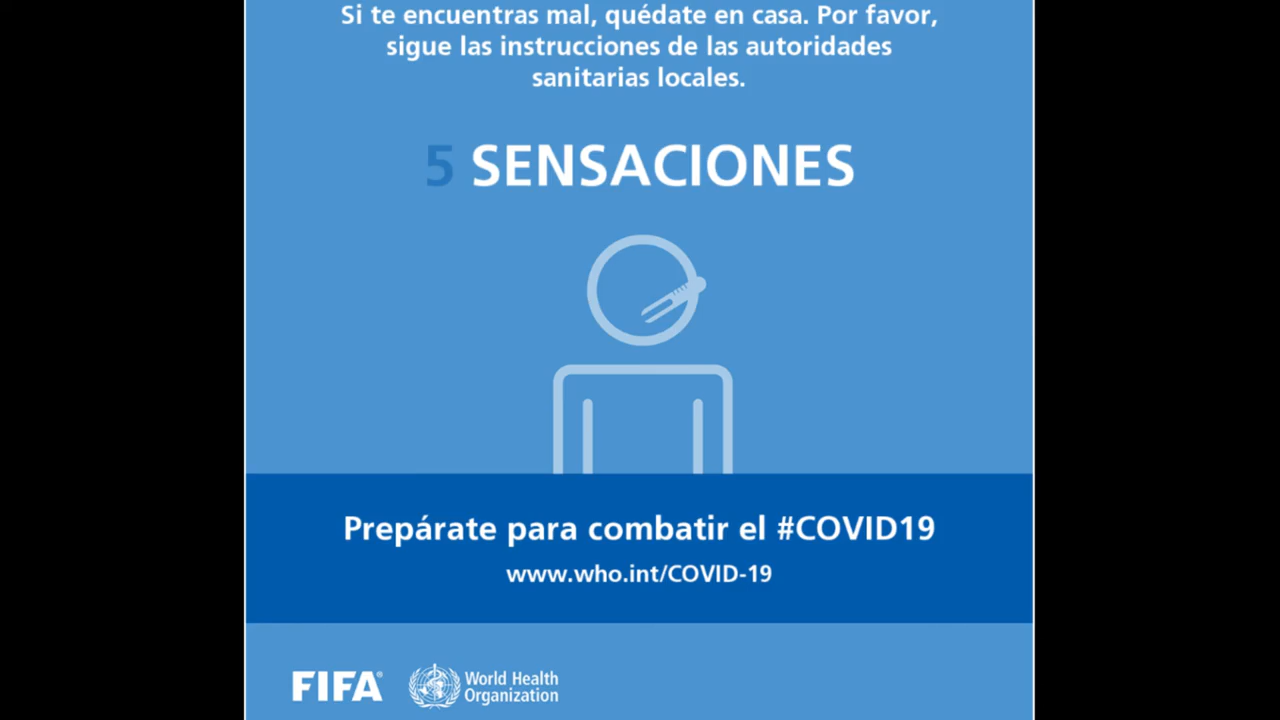 Si te encuentras mal, quédate en casa. Por favor,
sigue las instrucciones de las autoridades
sanitarias locales.
5 SENSACIONES
Prepárate para combatir el #COVID19
www.who.int/COVID-19
FIFA®
World Health
Organization